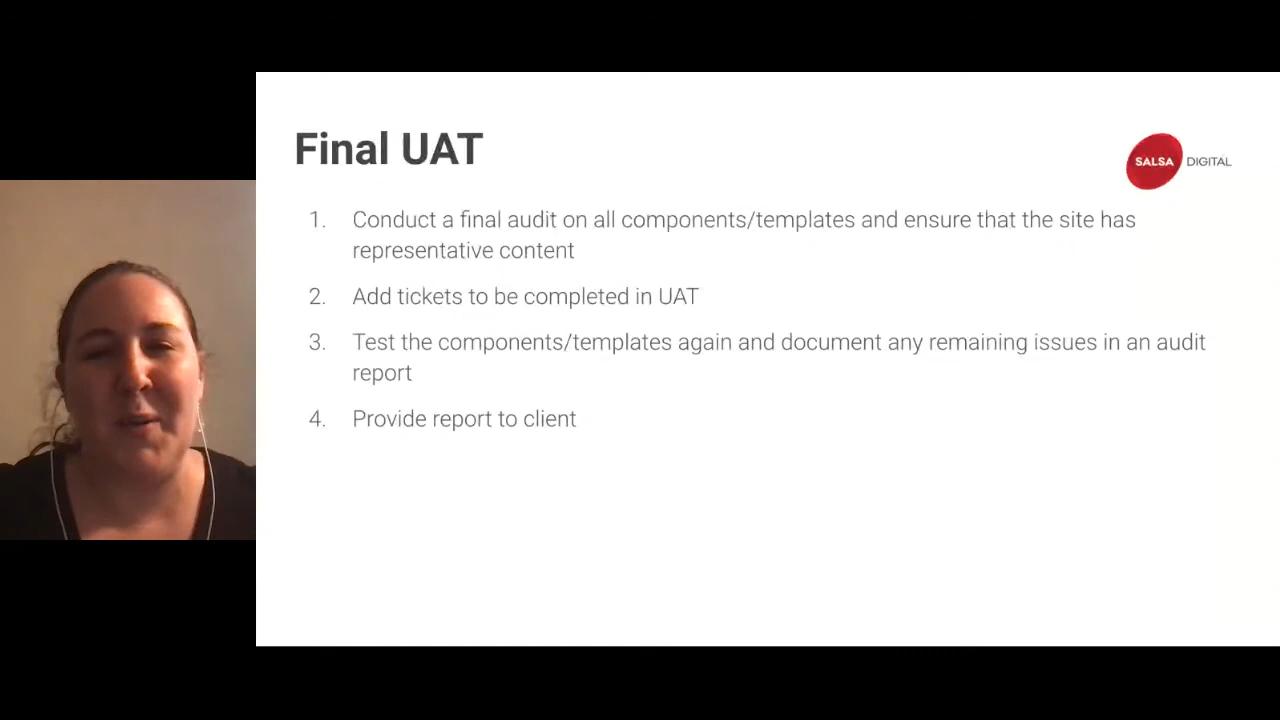 Final UAT
SALSA DIGITAL
1. Conduct a final audit on all components/templates and ensure that the site has
representative content
2. Add tickets to be completed in UAT
3. Test the components/templates again and document any remaining issues in an audit
report
4. Provide report to client